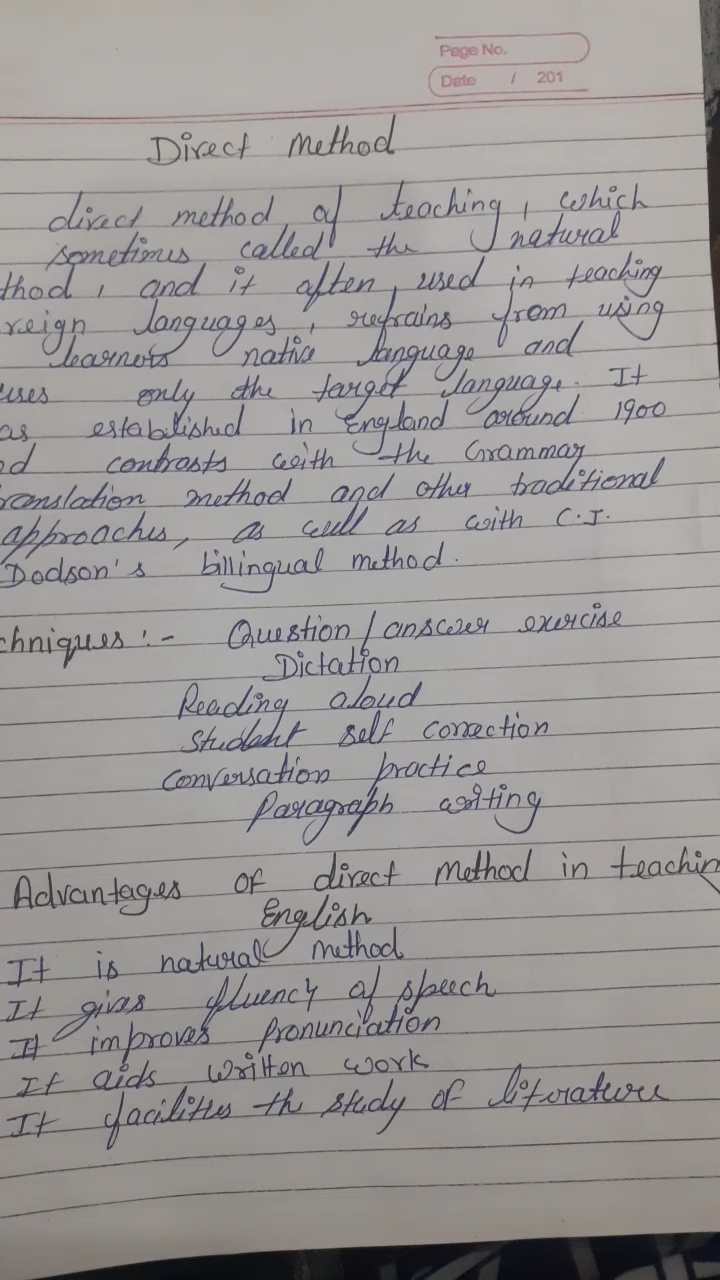 Page No.
Date / 201
Direct Method
direct method of teaching, which
sometimes called the natural
thod, and it often, used in teaching
reign languages, refrains from using
learners native language and
uses only the target language. It
as established in England around 1900
ed contrasts with the Grammar
ranslation method and other traditional
approaches, as well as with C.J.
Dodson's billingual method.
chniques :- Question / answer exercise
Dictation
Reading aloud
Student self correction
Conversation practice
Paragraph writing
Advantages of direct Method in teachin
English
It is natural method
It gives fluency of speech
It improves Pronunciation
It aids written work
It facilittes the study of literature